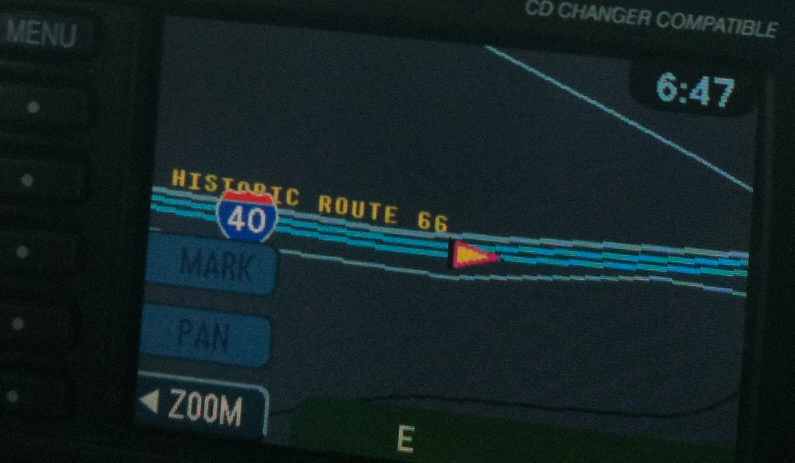 CD CHANGER COMPATIBLE
MENU
6:47
HISTORIC ROUTE 66
40
MARK
PAN
ZOOM
E